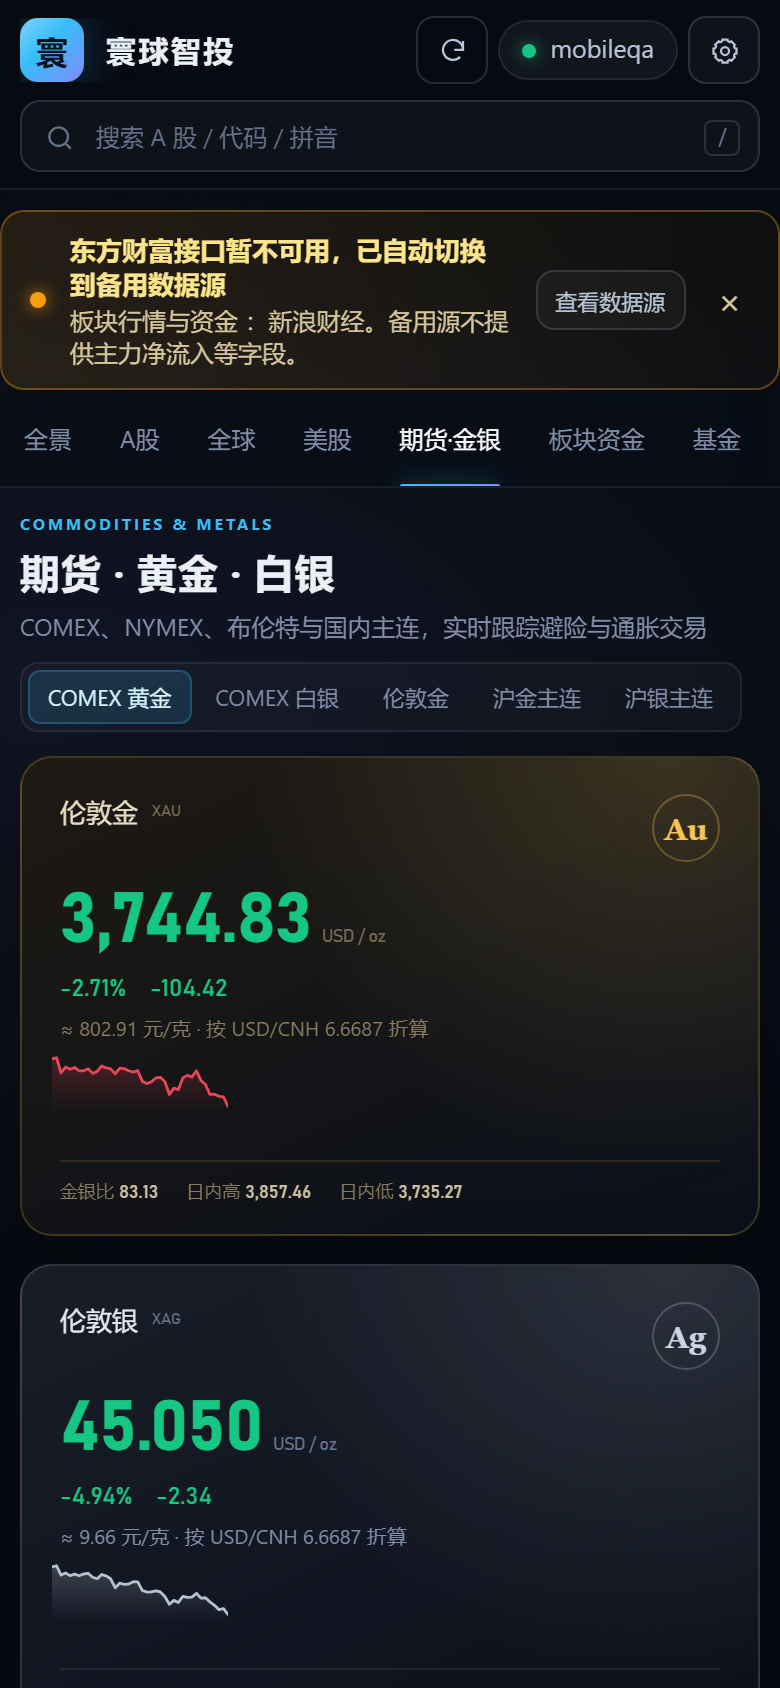 寰 寰球智投 mobileqa
搜索 A 股 / 代码 / 拼音 /
东方财富接口暂不可用，已自动切换
到备用数据源
板块行情与资金 ：新浪财经。备用源不提
供主力净流入等字段。
查看数据源 ×
全景 A股 全球 美股 期货·金银 板块资金 基金
COMMODITIES & METALS
期货 · 黄金 · 白银
COMEX、NYMEX、布伦特与国内主连，实时跟踪避险与通胀交易
COMEX 黄金 COMEX 白银 伦敦金 沪金主连 沪银主连
伦敦金 XAU Au
3,744.83 USD / oz
-2.71% -104.42
≈ 802.91 元/克 · 按 USD/CNH 6.6687 折算
金银比 83.13 日内高 3,857.46 日内低 3,735.27
伦敦银 XAG Ag
45.050 USD / oz
-4.94% -2.34
≈ 9.66 元/克 · 按 USD/CNH 6.6687 折算